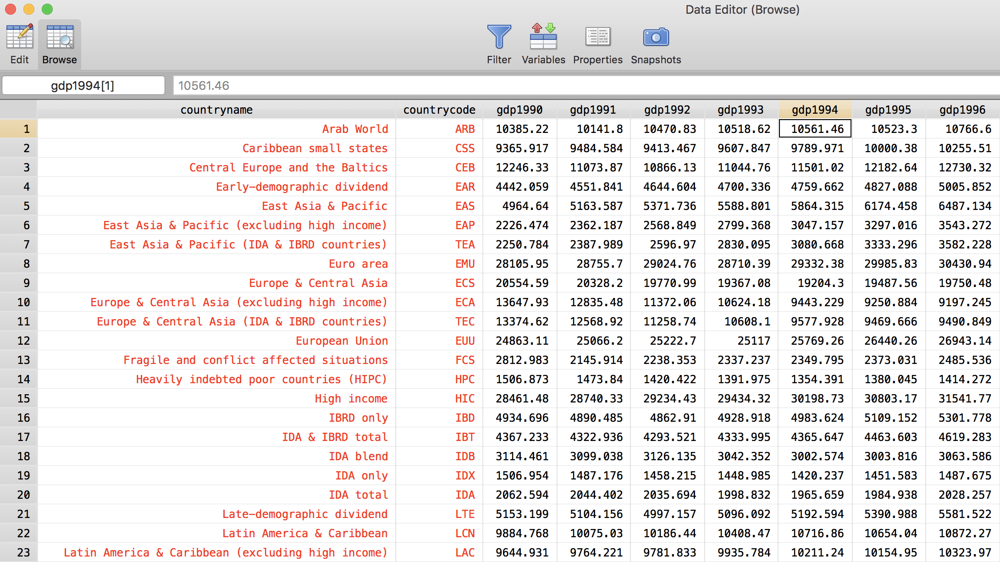 Data Editor (Browse)
Edit Browse Filter Variables Properties Snapshots
gdp1994[1] 10561.46
countryname countrycode gdp1990 gdp1991 gdp1992 gdp1993 gdp1994 gdp1995 gdp1996
1 Arab World ARB 10385.22 10141.8 10470.83 10518.62 10561.46 10523.3 10766.6
2 Caribbean small states CSS 9365.917 9484.584 9413.467 9607.847 9789.971 10000.38 10255.51
3 Central Europe and the Baltics CEB 12246.33 11073.87 10866.13 11044.76 11501.02 12182.64 12730.32
4 Early-demographic dividend EAR 4442.059 4551.841 4644.604 4700.336 4759.662 4827.088 5005.852
5 East Asia & Pacific EAS 4964.64 5163.587 5371.736 5588.801 5864.315 6174.458 6487.134
6 East Asia & Pacific (excluding high income) EAP 2226.474 2362.187 2568.849 2799.368 3047.157 3297.016 3543.272
7 East Asia & Pacific (IDA & IBRD countries) TEA 2250.784 2387.989 2596.97 2830.095 3080.668 3333.296 3582.228
8 Euro area EMU 28105.95 28755.7 29024.76 28710.39 29332.38 29985.83 30430.94
9 Europe & Central Asia ECS 20554.59 20328.2 19770.99 19367.08 19204.3 19487.56 19750.48
10 Europe & Central Asia (excluding high income) ECA 13647.93 12835.48 11372.06 10624.18 9443.229 9250.884 9197.245
11 Europe & Central Asia (IDA & IBRD countries) TEC 13374.62 12568.92 11258.74 10608.1 9577.928 9469.666 9490.849
12 European Union EUU 24863.11 25066.2 25222.7 25117 25769.26 26440.26 26943.14
13 Fragile and conflict affected situations FCS 2812.983 2145.914 2238.353 2337.237 2349.795 2373.031 2485.536
14 Heavily indebted poor countries (HIPC) HPC 1506.873 1473.84 1420.422 1391.975 1354.391 1380.045 1414.272
15 High income HIC 28461.48 28740.33 29234.43 29434.32 30198.73 30803.17 31541.77
16 IBRD only IBD 4934.696 4890.485 4862.91 4928.918 4983.624 5109.152 5301.778
17 IDA & IBRD total IBT 4367.233 4322.936 4293.521 4333.995 4365.647 4463.603 4619.283
18 IDA blend IDB 3114.461 3099.038 3126.135 3042.352 3002.574 3003.816 3063.586
19 IDA only IDX 1506.954 1487.176 1458.215 1448.985 1420.237 1451.583 1487.675
20 IDA total IDA 2062.594 2044.402 2035.694 1998.832 1965.659 1984.938 2028.257
21 Late-demographic dividend LTE 5153.199 5104.156 4997.157 5096.092 5192.594 5390.988 5581.522
22 Latin America & Caribbean LCN 9884.768 10075.03 10186.44 10408.47 10716.86 10654.04 10872.27
23 Latin America & Caribbean (excluding high income) LAC 9644.931 9764.221 9781.833 9935.784 10211.24 10154.95 10323.97